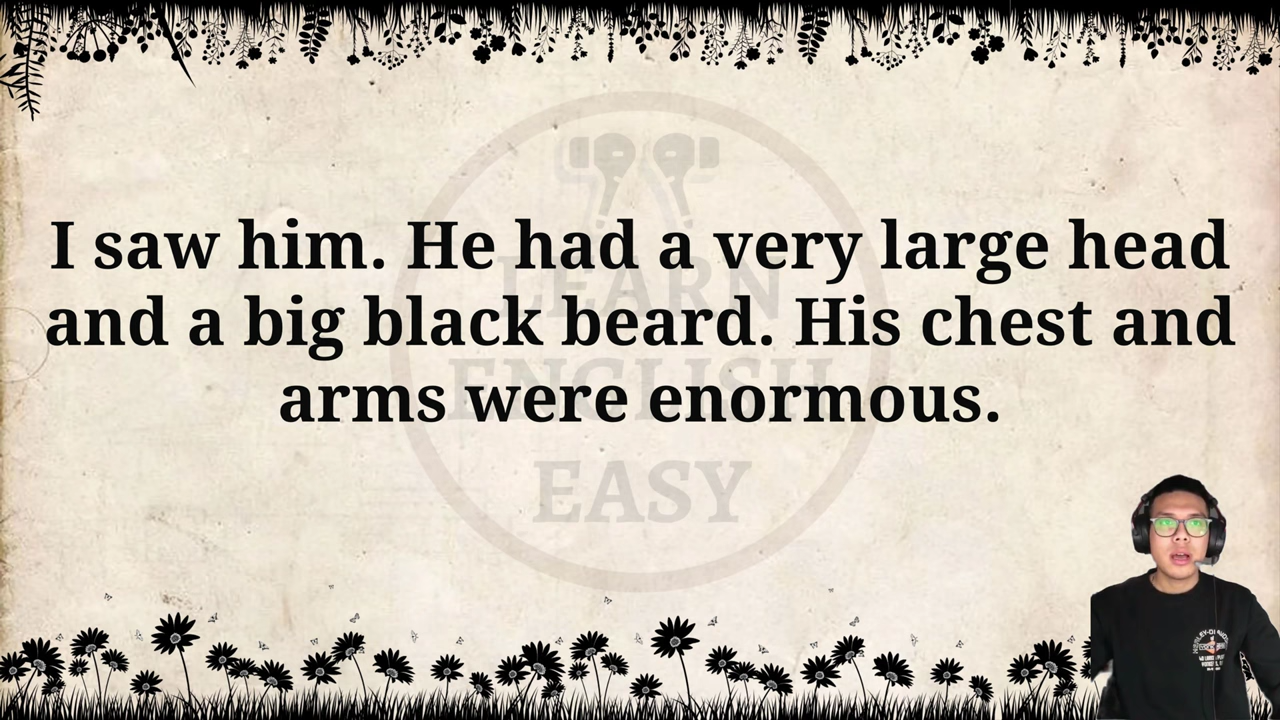 I saw him. He had a very large head
and a big black beard. His chest and
arms were enormous.
LEARN
ENGLISH
EASY